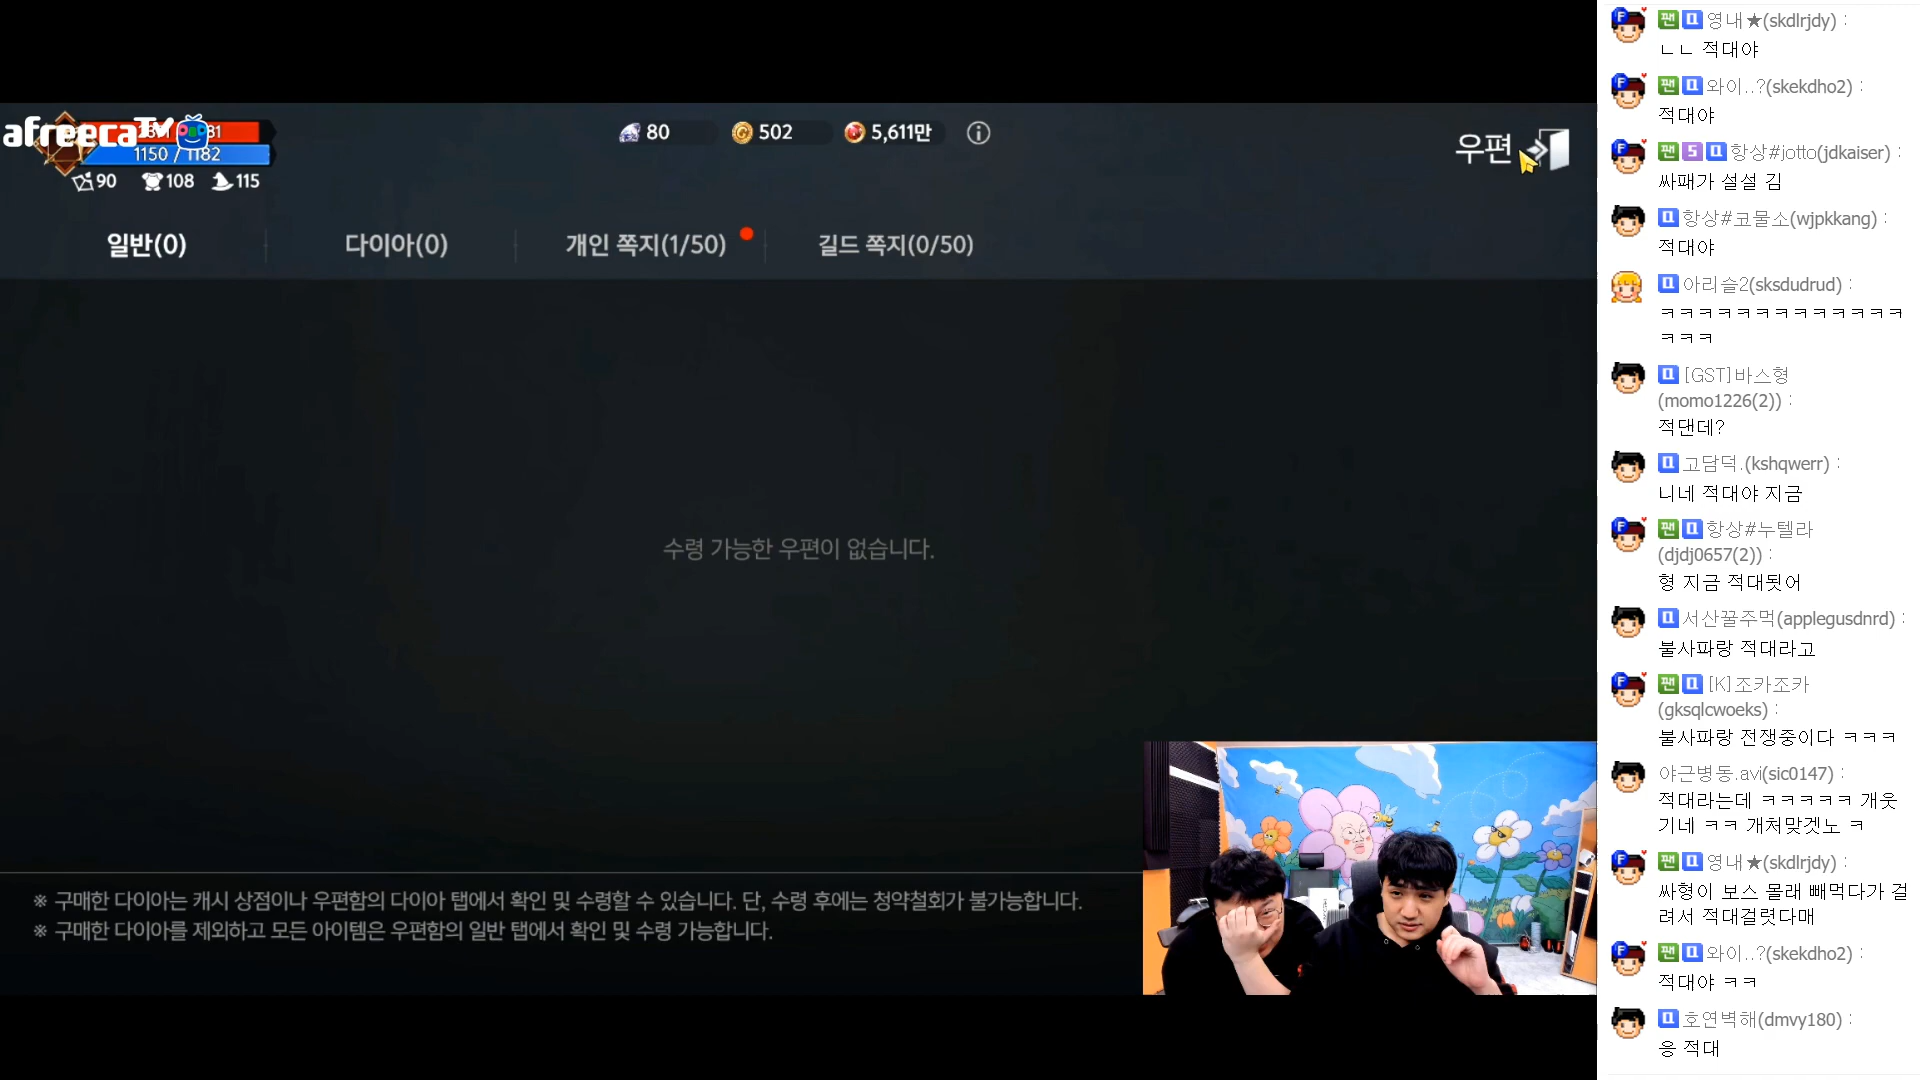 afreecaTV
1150 / 1182
90 108 115
80 502 5,611만
우편
일반(0) 다이아(0) 개인 쪽지(1/50) 길드 쪽지(0/50)
수령 가능한 우편이 없습니다.
※ 구매한 다이아는 캐시 상점이나 우편함의 다이아 탭에서 확인 및 수령할 수 있습니다. 단, 수령 후에는 청약철회가 불가능합니다.
※ 구매한 다이아를 제외하고 모든 아이템은 우편함의 일반 탭에서 확인 및 수령 가능합니다.
팬 영내★(skdlrjdy) :
ㄴㄴ 적대야
팬 와이..?(skekdho2) :
적대야
팬 S 항상#jotto(jdkaiser) :
싸패가 설설 김
항상#코물소(wjpkkang) :
적대야
아리슬2(sksdudrud) :
ㅋㅋㅋㅋㅋㅋㅋㅋㅋㅋㅋㅋㅋ
ㅋㅋㅋ
[GST]바스형
(momo1226(2)) :
적댄데?
고담덕.(kshqwerr) :
니네 적대야 지금
팬 항상#누텔라
(djdj0657(2)) :
형 지금 적대됫어
서산꿀주먹(applegusdnrd) :
불사파랑 적대라고
팬 [K]조카조카
(gksqlcwoeks) :
불사파랑 전쟁중이다 ㅋㅋㅋ
야근병동.avi(sic0147) :
적대라는데 ㅋㅋㅋㅋㅋ 개웃
기네 ㅋㅋ 개처맞겟노 ㅋ
팬 영내★(skdlrjdy) :
싸형이 보스 몰래 빼먹다가 걸
려서 적대걸렷다매
팬 와이..?(skekdho2) :
적대야 ㅋㅋ
호연벽해(dmvy180) :
응 적대